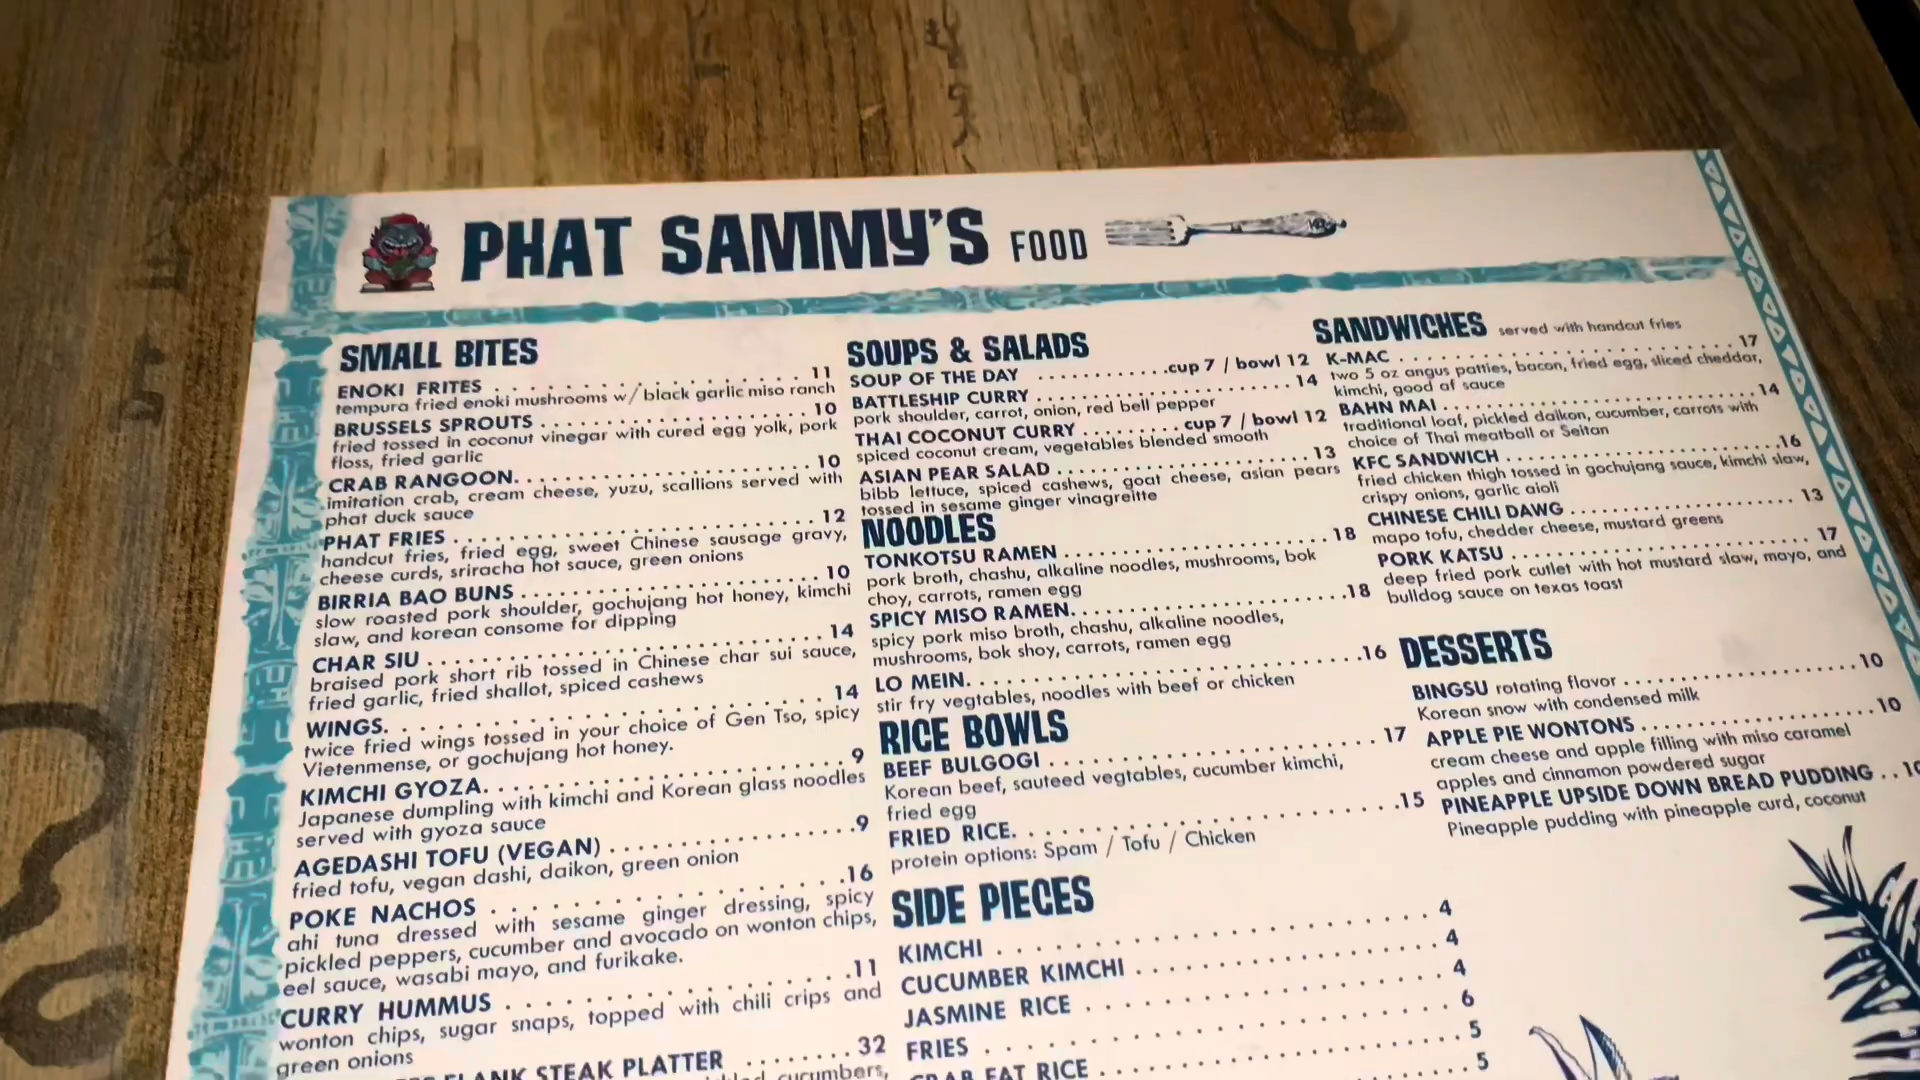 PHAT SAMMY'S FOOD
SMALL BITES
ENOKI FRITES . . . . . . . . . . . . . . . . . . . 11
tempura fried enoki mushrooms w/ black garlic miso ranch
BRUSSELS SPROUTS . . . . . . . . . . . . . . . . 10
fried tossed in coconut vinegar with cured egg yolk, pork
floss, fried garlic
CRAB RANGOON. . . . . . . . . . . . . . . . . . 10
imitation crab, cream cheese, yuzu, scallions served with
phat duck sauce
PHAT FRIES . . . . . . . . . . . . . . . . . . . . 12
handcut fries, fried egg, sweet Chinese sausage gravy,
cheese curds, sriracha hot sauce, green onions
BIRRIA BAO BUNS . . . . . . . . . . . . . . . . . 10
slow roasted pork shoulder, gochujang hot honey, kimchi
slaw, and korean consome for dipping
CHAR SIU . . . . . . . . . . . . . . . . . . . . . 14
braised pork short rib tossed in Chinese char sui sauce,
fried garlic, fried shallot, spiced cashews
WINGS. . . . . . . . . . . . . . . . . . . . . . . 14
twice fried wings tossed in your choice of Gen Tso, spicy
Vietenmense, or gochujang hot honey.
KIMCHI GYOZA. . . . . . . . . . . . . . . . . . . 9
Japanese dumpling with kimchi and Korean glass noodles
served with gyoza sauce
AGEDASHI TOFU (VEGAN) . . . . . . . . . . . . .9
fried tofu, vegan dashi, daikon, green onion
POKE NACHOS . . . . . . . . . . . . . . . . . .16
ahi tuna dressed with sesame ginger dressing, spicy
pickled peppers, cucumber and avocado on wonton chips,
eel sauce, wasabi mayo, and furikake.
CURRY HUMMUS . . . . . . . . . . . . . . . . .11
wonton chips, sugar snaps, topped with chili crips and
green onions
FLANK STEAK PLATTER . . . . . . . .32
cucumbers,
SOUPS & SALADS
SOUP OF THE DAY . . . . . . . . . . .cup 7 / bowl 12
BATTLESHIP CURRY . . . . . . . . . . . . . . . . . . . . 14
pork shoulder, carrot, onion, red bell pepper
THAI COCONUT CURRY . . . . . . . . . cup 7 / bowl 12
spiced coconut cream, vegetables blended smooth
ASIAN PEAR SALAD . . . . . . . . . . . . . . . . . . . . 13
bibb lettuce, spiced cashews, goat cheese, asian pears
tossed in sesame ginger vinagreitte
NOODLES
TONKOTSU RAMEN . . . . . . . . . . . . . . . . . . . . 18
pork broth, chashu, alkaline noodles, mushrooms, bok
choy, carrots, ramen egg
SPICY MISO RAMEN. . . . . . . . . . . . . . . . . . . .18
spicy pork miso broth, chashu, alkaline noodles,
mushrooms, bok shoy, carrots, ramen egg
LO MEIN. . . . . . . . . . . . . . . . . . . . . . . . .16
stir fry vegtables, noodles with beef or chicken
RICE BOWLS
BEEF BULGOGI . . . . . . . . . . . . . . . . . . . . . 17
Korean beef, sauteed vegtables, cucumber kimchi,
fried egg
FRIED RICE. . . . . . . . . . . . . . . . . . . . . . .15
protein options: Spam / Tofu / Chicken
SIDE PIECES
KIMCHI . . . . . . . . . . . . . . . . . . . . . . . . 4
CUCUMBER KIMCHI . . . . . . . . . . . . . . . . . . 4
JASMINE RICE . . . . . . . . . . . . . . . . . . . . . 4
FRIES . . . . . . . . . . . . . . . . . . . . . . . . . 6
CRAB FAT RICE . . . . . . . . . . . . . . . . . . . . 5
5
SANDWICHES served with handcut fries
K-MAC . . . . . . . . . . . . . . . . . . . . . . . . . 17
two 5 oz angus patties, bacon, fried egg, sliced cheddar,
kimchi, good af sauce
BAHN MAI . . . . . . . . . . . . . . . . . . . . . . . 14
traditional loaf, pickled daikon, cucumber, carrots with
choice of Thai meatball or Seitan
KFC SANDWICH . . . . . . . . . . . . . . . . . . . .16
fried chicken thigh tossed in gochujang sauce, kimchi slaw,
crispy onions, garlic aioli
CHINESE CHILI DAWG . . . . . . . . . . . . . . . . 13
mapo tofu, chedder cheese, mustard greens
PORK KATSU . . . . . . . . . . . . . . . . . . . . . 17
deep fried pork cutlet with hot mustard slaw, mayo, and
bulldog sauce on texas toast
DESSERTS
BINGSU rotating flavor . . . . . . . . . . . . . . . . 10
Korean snow with condensed milk
APPLE PIE WONTONS . . . . . . . . . . . . . . . . . 10
cream cheese and apple filling with miso caramel
apples and cinnamon powdered sugar
PINEAPPLE UPSIDE DOWN BREAD PUDDING . . 10
Pineapple pudding with pineapple curd, coconut